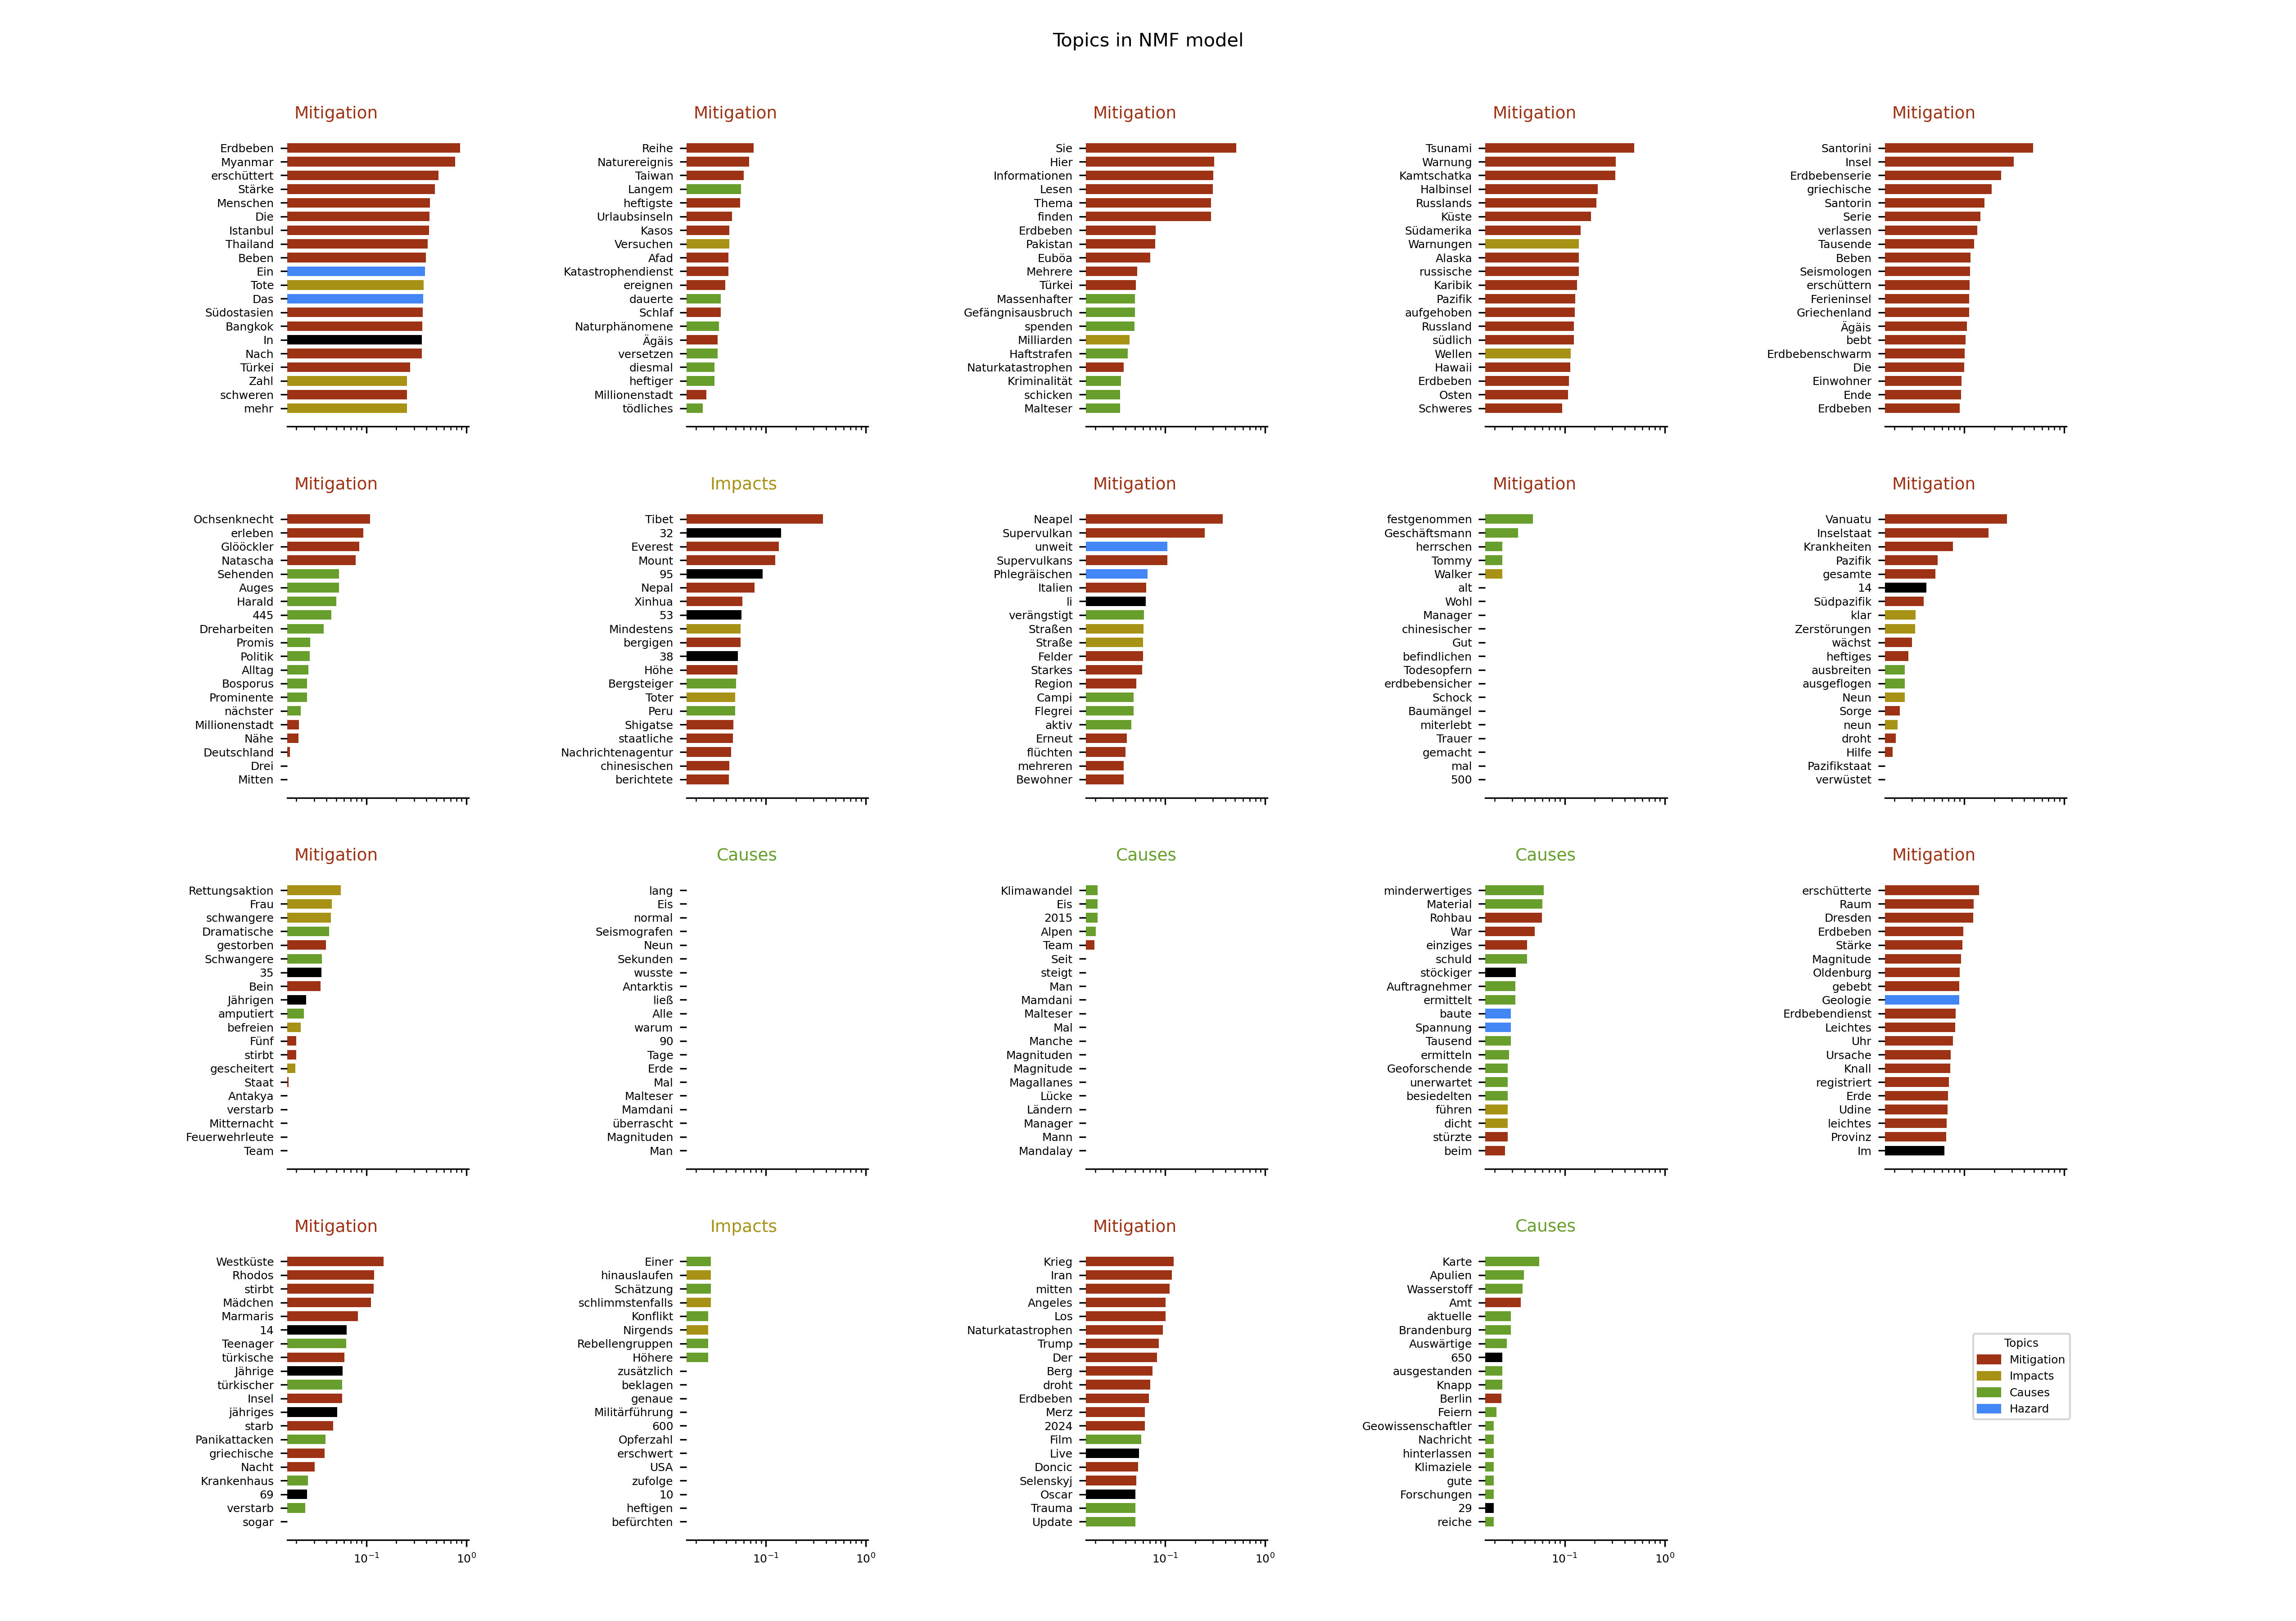 Topics in NMF model
Mitigation
Erdbeben
Myanmar
erschüttert
Stärke
Menschen
Die
Istanbul
Thailand
Beben
Ein
Tote
Das
Südostasien
Bangkok
In
Nach
Türkei
Zahl
schweren
mehr
Mitigation
Reihe
Naturereignis
Taiwan
Langem
heftigste
Urlaubsinseln
Kasos
Versuchen
Afad
Katastrophendienst
ereignen
dauerte
Schlaf
Naturphänomene
Ägäis
versetzen
diesmal
heftiger
Millionenstadt
tödliches
Mitigation
Sie
Hier
Informationen
Lesen
Thema
finden
Erdbeben
Pakistan
Euböa
Mehrere
Türkei
Massenhafter
Gefängnisausbruch
spenden
Milliarden
Haftstrafen
Naturkatastrophen
Kriminalität
schicken
Malteser
Mitigation
Tsunami
Warnung
Kamtschatka
Halbinsel
Russlands
Küste
Südamerika
Warnungen
Alaska
russische
Karibik
Pazifik
aufgehoben
Russland
südlich
Wellen
Hawaii
Erdbeben
Osten
Schweres
Mitigation
Santorini
Insel
Erdbebenserie
griechische
Santorin
Serie
verlassen
Tausende
Beben
Seismologen
erschüttern
Ferieninsel
Griechenland
Ägäis
bebt
Erdbebenschwarm
Die
Einwohner
Ende
Erdbeben
Mitigation
Ochsenknecht
erleben
Glööckler
Natascha
Sehenden
Auges
Harald
445
Dreharbeiten
Promis
Politik
Alltag
Bosporus
Prominente
nächster
Millionenstadt
Nähe
Deutschland
Drei
Mitten
Impacts
Tibet
32
Everest
Mount
95
Nepal
Xinhua
53
Mindestens
bergigen
38
Höhe
Bergsteiger
Toter
Peru
Shigatse
staatliche
Nachrichtenagentur
chinesischen
berichtete
Mitigation
Neapel
Supervulkan
unweit
Supervulkans
Phlegräischen
Italien
li
verängstigt
Straßen
Straße
Felder
Starkes
Region
Campi
Flegrei
aktiv
Erneut
flüchten
mehreren
Bewohner
Mitigation
festgenommen
Geschäftsmann
herrschen
Tommy
Walker
alt
Wohl
Manager
chinesischer
Gut
befindlichen
Todesopfern
erdbebensicher
Schock
Baumängel
miterlebt
Trauer
gemacht
mal
500
Mitigation
Vanuatu
Inselstaat
Krankheiten
Pazifik
gesamte
14
Südpazifik
klar
Zerstörungen
wächst
heftiges
ausbreiten
ausgeflogen
Neun
Sorge
neun
droht
Hilfe
Pazifikstaat
verwüstet
Mitigation
Rettungsaktion
Frau
schwangere
Dramatische
gestorben
Schwangere
35
Bein
Jährigen
amputiert
befreien
Fünf
stirbt
gescheitert
Staat
Antakya
verstarb
Mitternacht
Feuerwehrleute
Team
Causes
lang
Eis
normal
Seismografen
Neun
Sekunden
wusste
Antarktis
ließ
Alle
warum
90
Tage
Erde
Mal
Malteser
Mamdani
überrascht
Magnituden
Man
Causes
Klimawandel
Eis
2015
Alpen
Team
Seit
steigt
Man
Mamdani
Malteser
Mal
Manche
Magnituden
Magnitude
Magallanes
Lücke
Ländern
Manager
Mann
Mandalay
Causes
minderwertiges
Material
Rohbau
War
einziges
schuld
stöckiger
Auftragnehmer
ermittelt
baute
Spannung
Tausend
ermitteln
Geoforschende
unerwartet
besiedelten
führen
dicht
stürzte
beim
Mitigation
erschütterte
Raum
Dresden
Erdbeben
Stärke
Magnitude
Oldenburg
gebebt
Geologie
Erdbebendienst
Leichtes
Uhr
Ursache
Knall
registriert
Erde
Udine
leichtes
Provinz
Im
Mitigation
Westküste
Rhodos
stirbt
Mädchen
Marmaris
14
Teenager
türkische
Jährige
türkischer
Insel
jähriges
starb
Panikattacken
griechische
Nacht
Krankenhaus
69
verstarb
sogar
10⁻¹ 10⁰
Impacts
Einer
hinauslaufen
Schätzung
schlimmstenfalls
Konflikt
Nirgends
Rebellengruppen
Höhere
zusätzlich
beklagen
genaue
Militärführung
600
Opferzahl
erschwert
USA
zufolge
10
heftigen
befürchten
10⁻¹ 10⁰
Mitigation
Krieg
Iran
mitten
Angeles
Los
Naturkatastrophen
Trump
Der
Berg
droht
Erdbeben
Merz
2024
Film
Live
Doncic
Selenskyj
Oscar
Trauma
Update
10⁻¹ 10⁰
Causes
Karte
Apulien
Wasserstoff
Amt
aktuelle
Brandenburg
Auswärtige
650
ausgestanden
Knapp
Berlin
Feiern
Geowissenschaftler
Nachricht
hinterlassen
Klimaziele
gute
Forschungen
29
reiche
10⁻¹ 10⁰
Topics
Mitigation
Impacts
Causes
Hazard